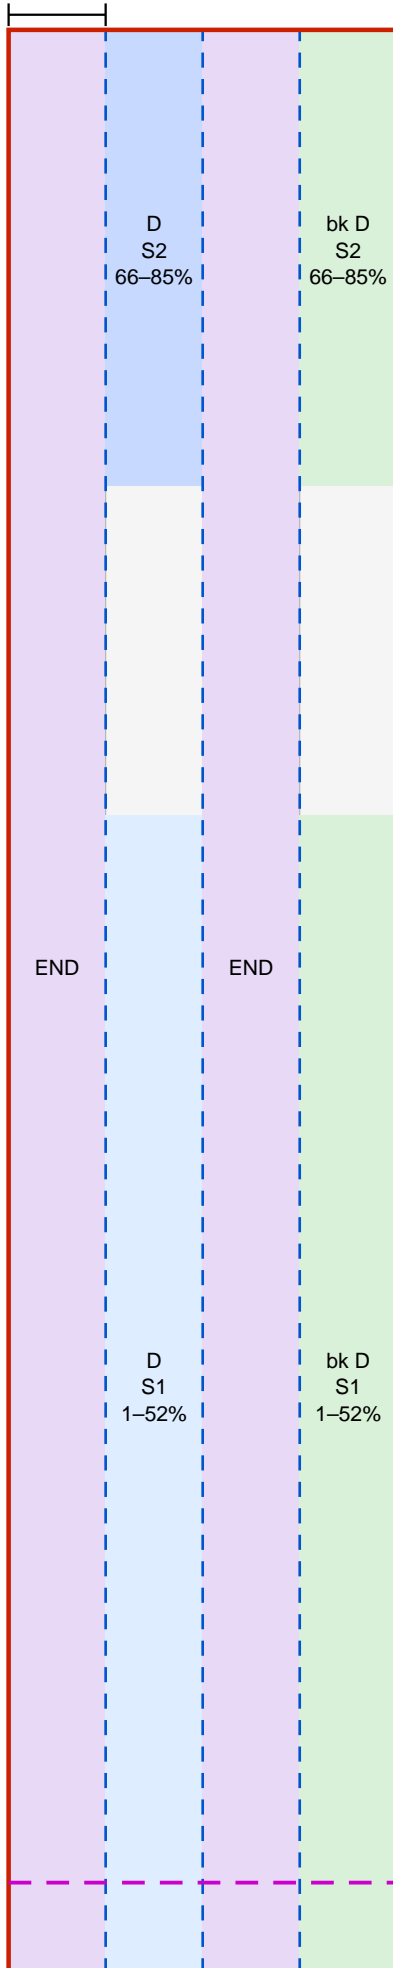 D
S2
66–85%
bk D
S2
66–85%
END
END
D
S1
1–52%
bk D
S1
1–52%